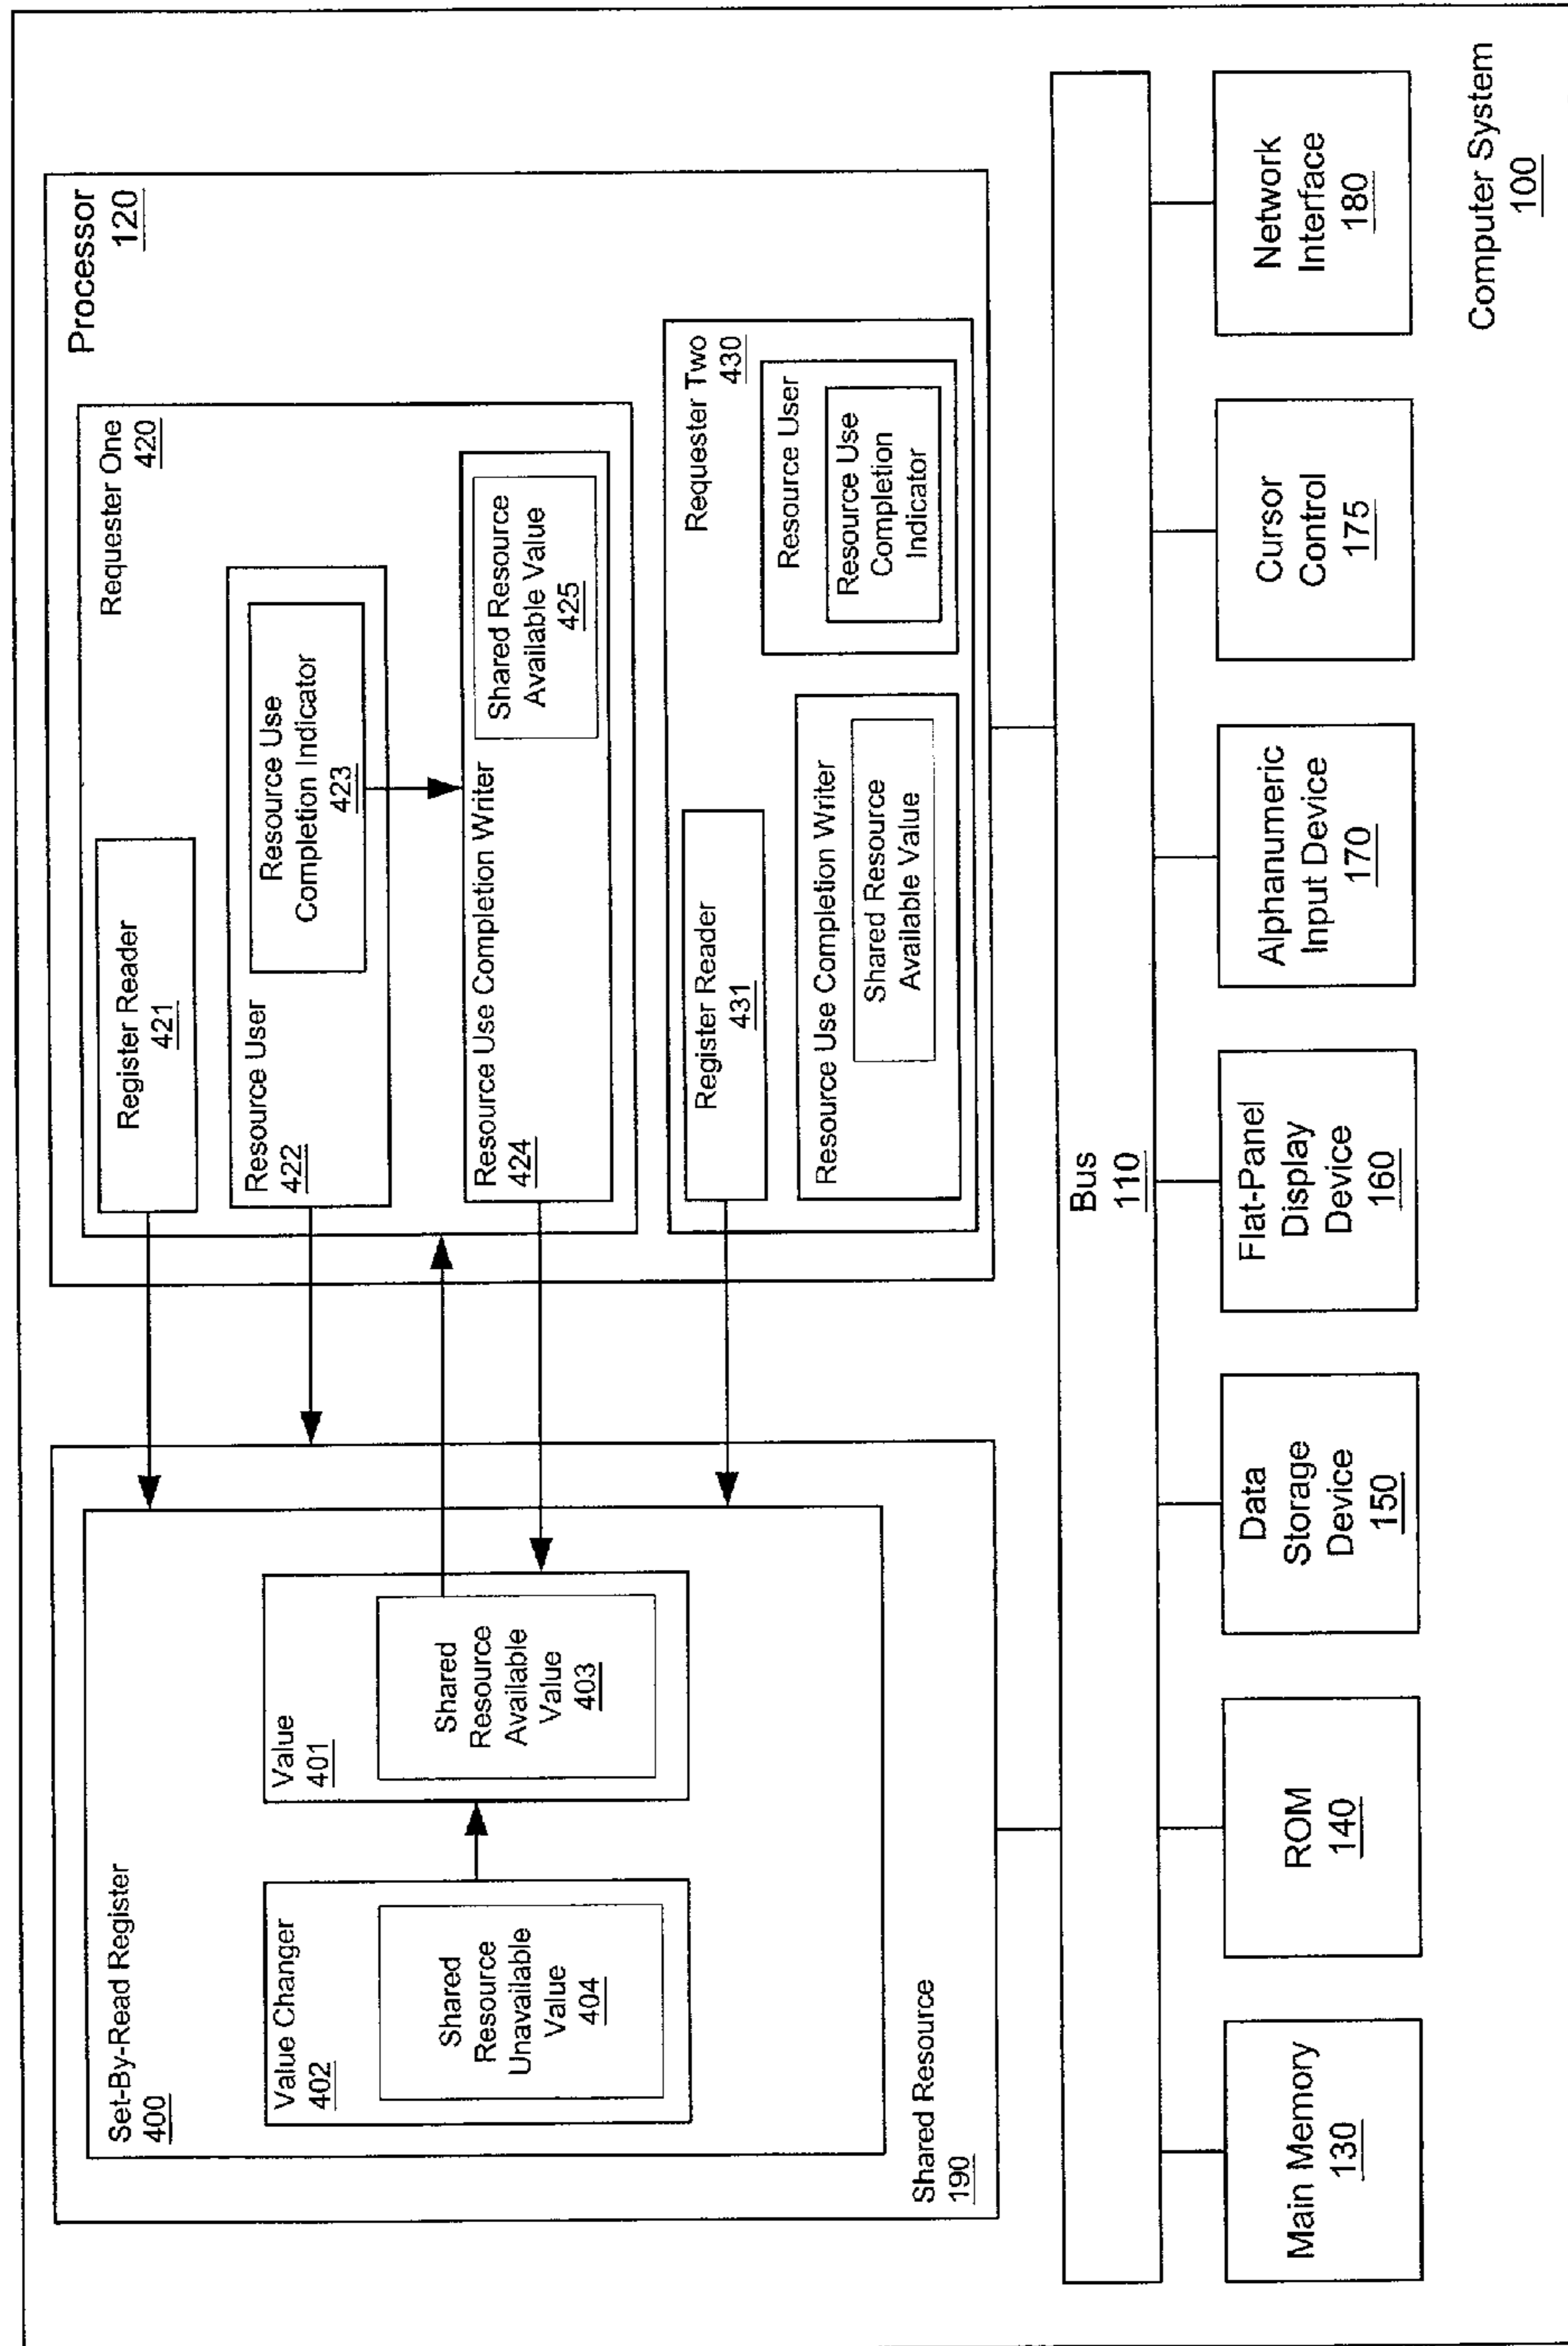 Set-By-Read Register
400
Value Changer
402
Shared
Resource
Unavailable
Value
404
Value
401
Shared
Resource
Available
Value
403
Shared Resource
190
Processor
120
Requester One
420
Register Reader
421
Resource User
422
Resource Use
Completion Indicator
423
Resource Use Completion Writer
424
Shared Resource
Available Value
425
Requester Two
430
Register Reader
431
Resource User
Resource Use
Completion
Indicator
Resource Use Completion Writer
Shared Resource
Available Value
Bus
110
Main Memory
130
ROM
140
Data
Storage
Device
150
Flat-Panel
Display
Device
160
Alphanumeric
Input Device
170
Cursor
Control
175
Network
Interface
180
Computer System
100